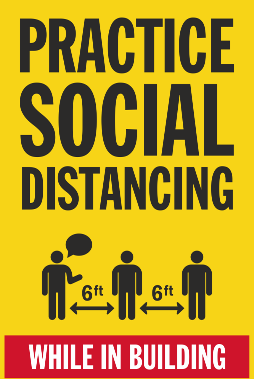 PRACTICE
SOCIAL
DISTANCING
6ft 6ft
WHILE IN BUILDING